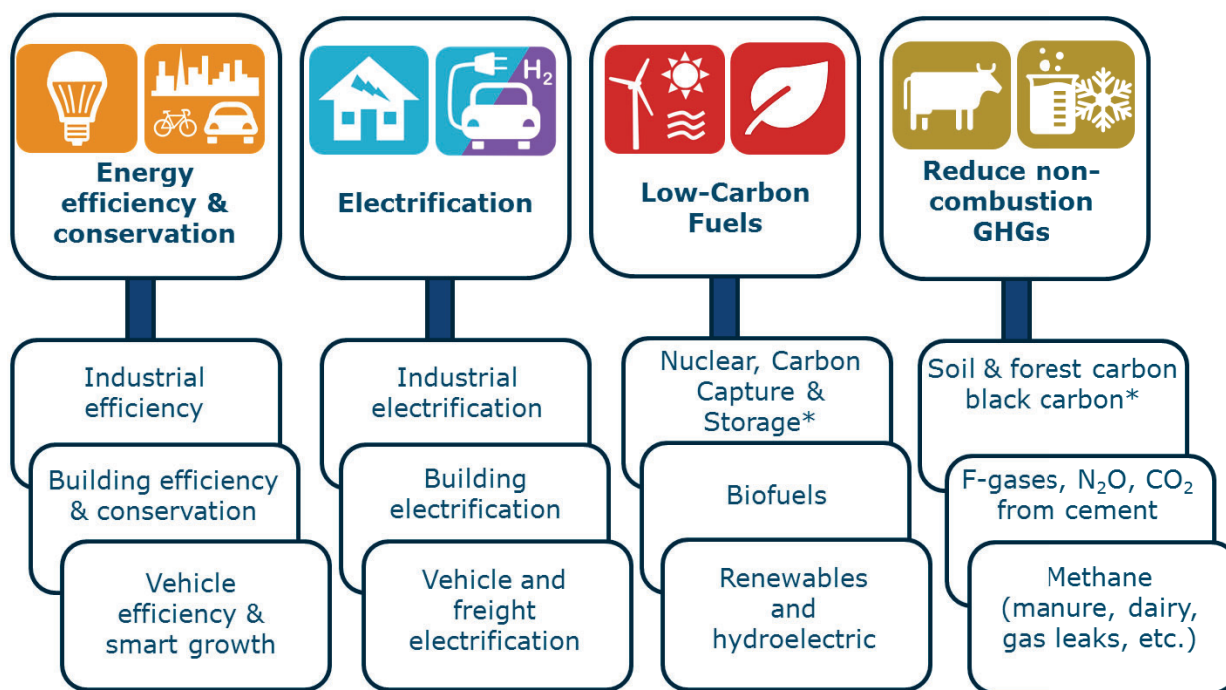 H₂
Energy
efficiency &
conservation
Electrification
Low-Carbon
Fuels
Reduce non-
combustion
GHGs
Industrial
efficiency
Building efficiency
& conservation
Vehicle
efficiency &
smart growth
Industrial
electrification
Building
electrification
Vehicle and
freight
electrification
Nuclear, Carbon
Capture &
Storage*
Biofuels
Renewables
and
hydroelectric
Soil & forest carbon
black carbon*
F-gases, N₂O, CO₂
from cement
Methane
(manure, dairy,
gas leaks, etc.)